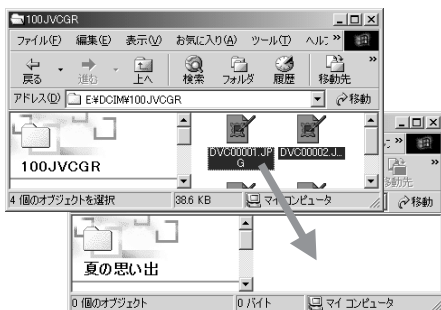 100JVCGR
ファイル(F) 編集(E) 表示(V) お気に入り(A) ツール(T) ヘルプ »
戻る 進む 上へ 検索 フォルダ 履歴 移動先 »
アドレス(D) E:¥DCIM¥100JVCGR 移動
100JVCGR
DVC00001.JPG
DVC00002.J...
4 個のオブジェクトを選択 38.6 KB マイ コンピュータ
»
移動先 »
移動
夏の思い出
0 個のオブジェクト 0 バイト マイ コンピュータ